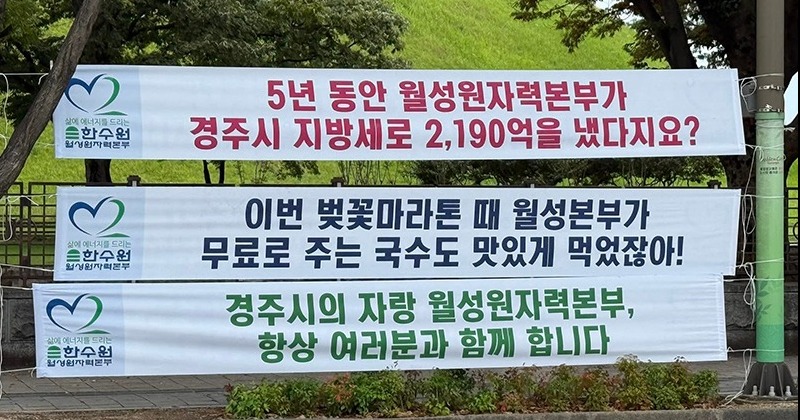 삶에 에너지를 드리는
한수원
월성원자력본부
5년 동안 월성원자력본부가
경주시 지방세로 2,190억을 냈다지요?
삶에 에너지를 드리는
한수원
월성원자력본부
이번 벚꽃마라톤 때 월성본부가
무료로 주는 국수도 맛있게 먹었잖아!
삶에 에너지를 드리는
한수원
월성원자력본부
경주시의 자랑 월성원자력본부,
항상 여러분과 함께 합니다